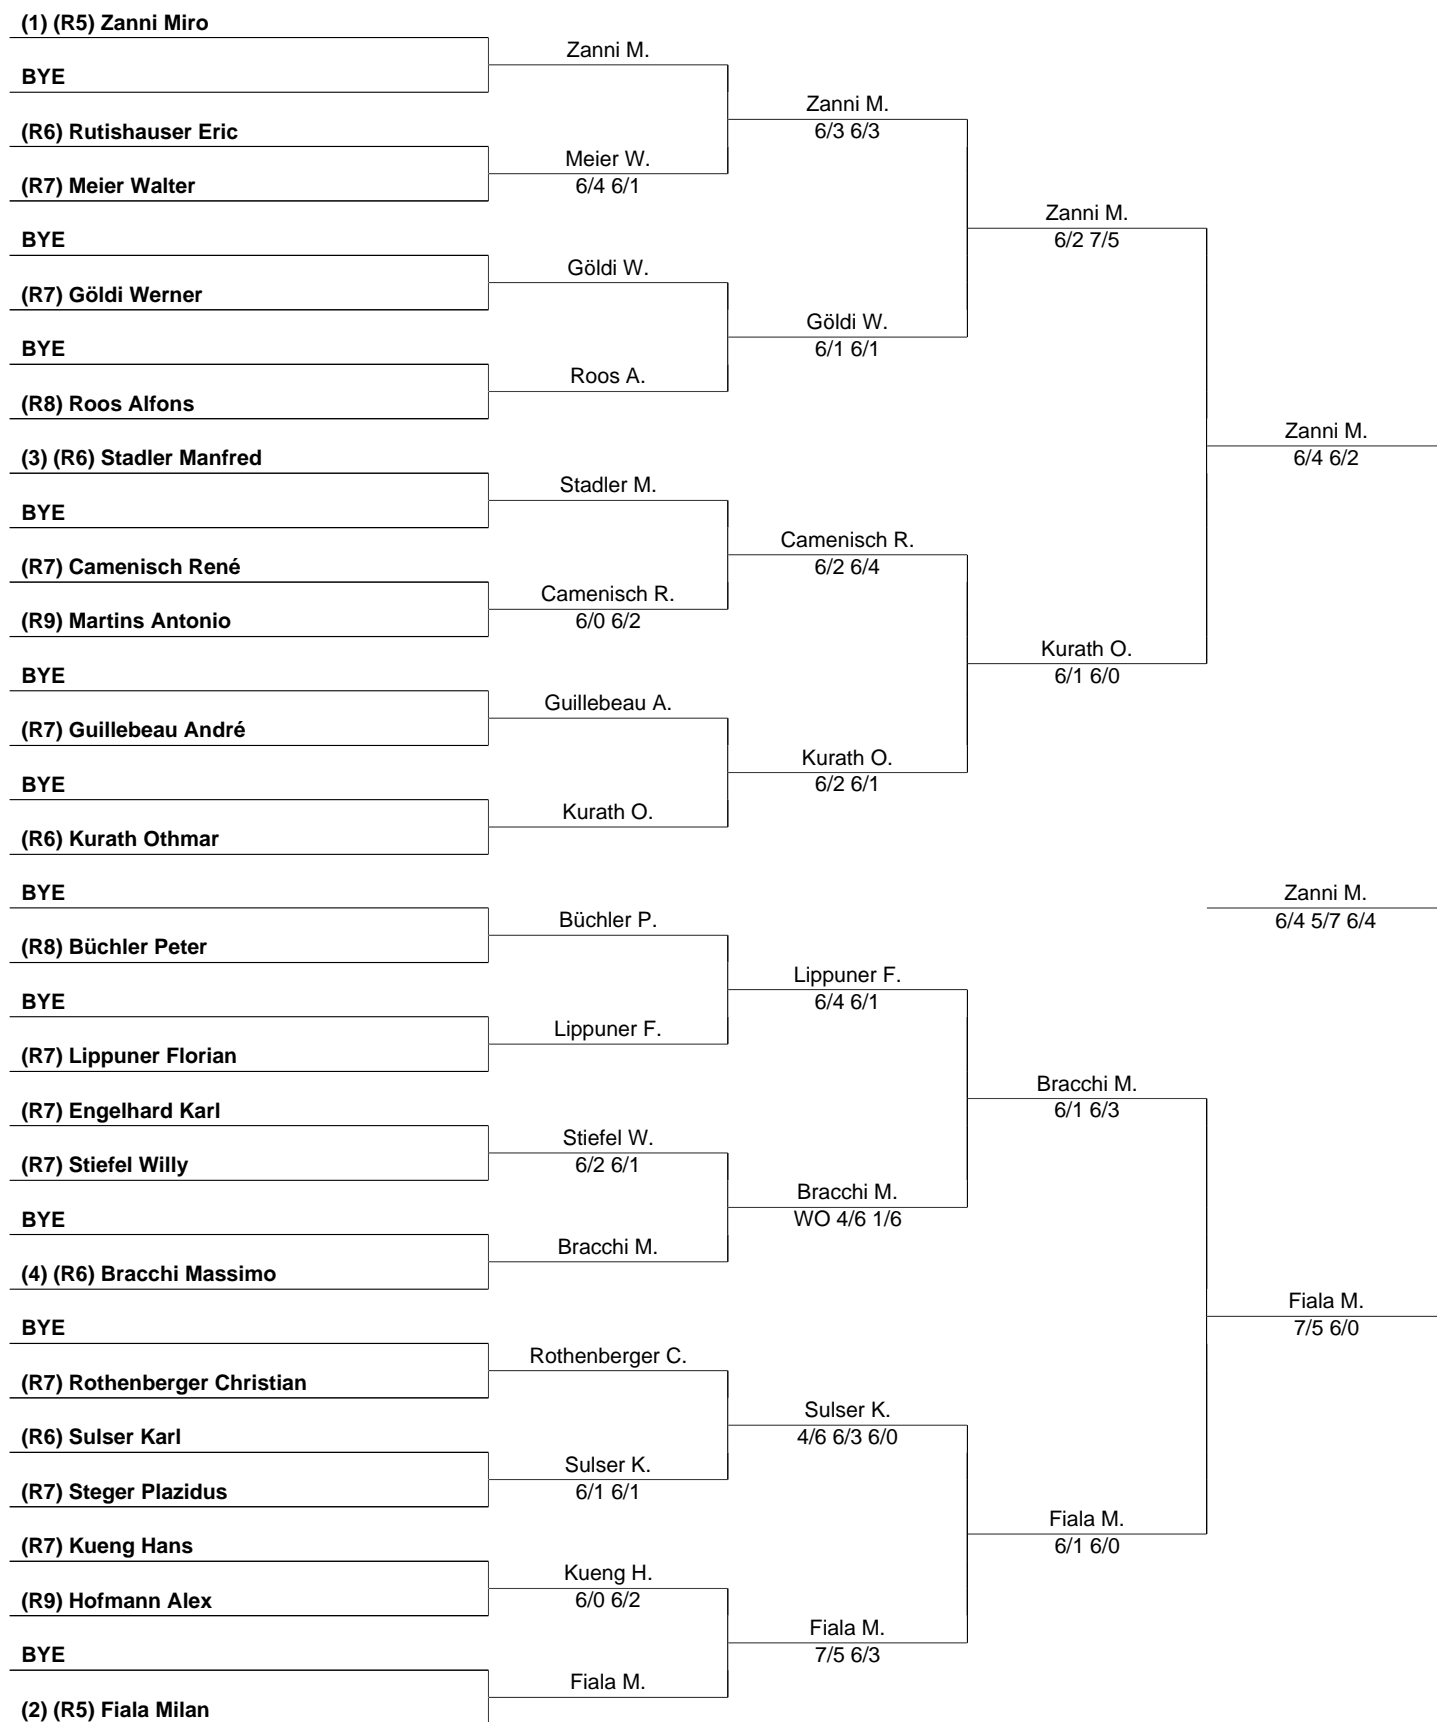 (1) (R5) Zanni Miro
BYE
(R6) Rutishauser Eric
(R7) Meier Walter
BYE
(R7) Göldi Werner
BYE
(R8) Roos Alfons
(3) (R6) Stadler Manfred
BYE
(R7) Camenisch René
(R9) Martins Antonio
BYE
(R7) Guillebeau André
BYE
(R6) Kurath Othmar
BYE
(R8) Büchler Peter
BYE
(R7) Lippuner Florian
(R7) Engelhard Karl
(R7) Stiefel Willy
BYE
(4) (R6) Bracchi Massimo
BYE
(R7) Rothenberger Christian
(R6) Sulser Karl
(R7) Steger Plazidus
(R7) Kueng Hans
(R9) Hofmann Alex
BYE
(2) (R5) Fiala Milan
Zanni M.
Meier W.
6/4 6/1
Göldi W.
Roos A.
Stadler M.
Camenisch R.
6/0 6/2
Guillebeau A.
Kurath O.
Büchler P.
Lippuner F.
Stiefel W.
6/2 6/1
Bracchi M.
Rothenberger C.
Sulser K.
6/1 6/1
Kueng H.
6/0 6/2
Fiala M.
Zanni M.
6/3 6/3
Göldi W.
6/1 6/1
Camenisch R.
6/2 6/4
Kurath O.
6/2 6/1
Lippuner F.
6/4 6/1
Bracchi M.
WO 4/6 1/6
Sulser K.
4/6 6/3 6/0
Fiala M.
7/5 6/3
Zanni M.
6/2 7/5
Kurath O.
6/1 6/0
Bracchi M.
6/1 6/3
Fiala M.
6/1 6/0
Zanni M.
6/4 6/2
Zanni M.
6/4 5/7 6/4
Fiala M.
7/5 6/0